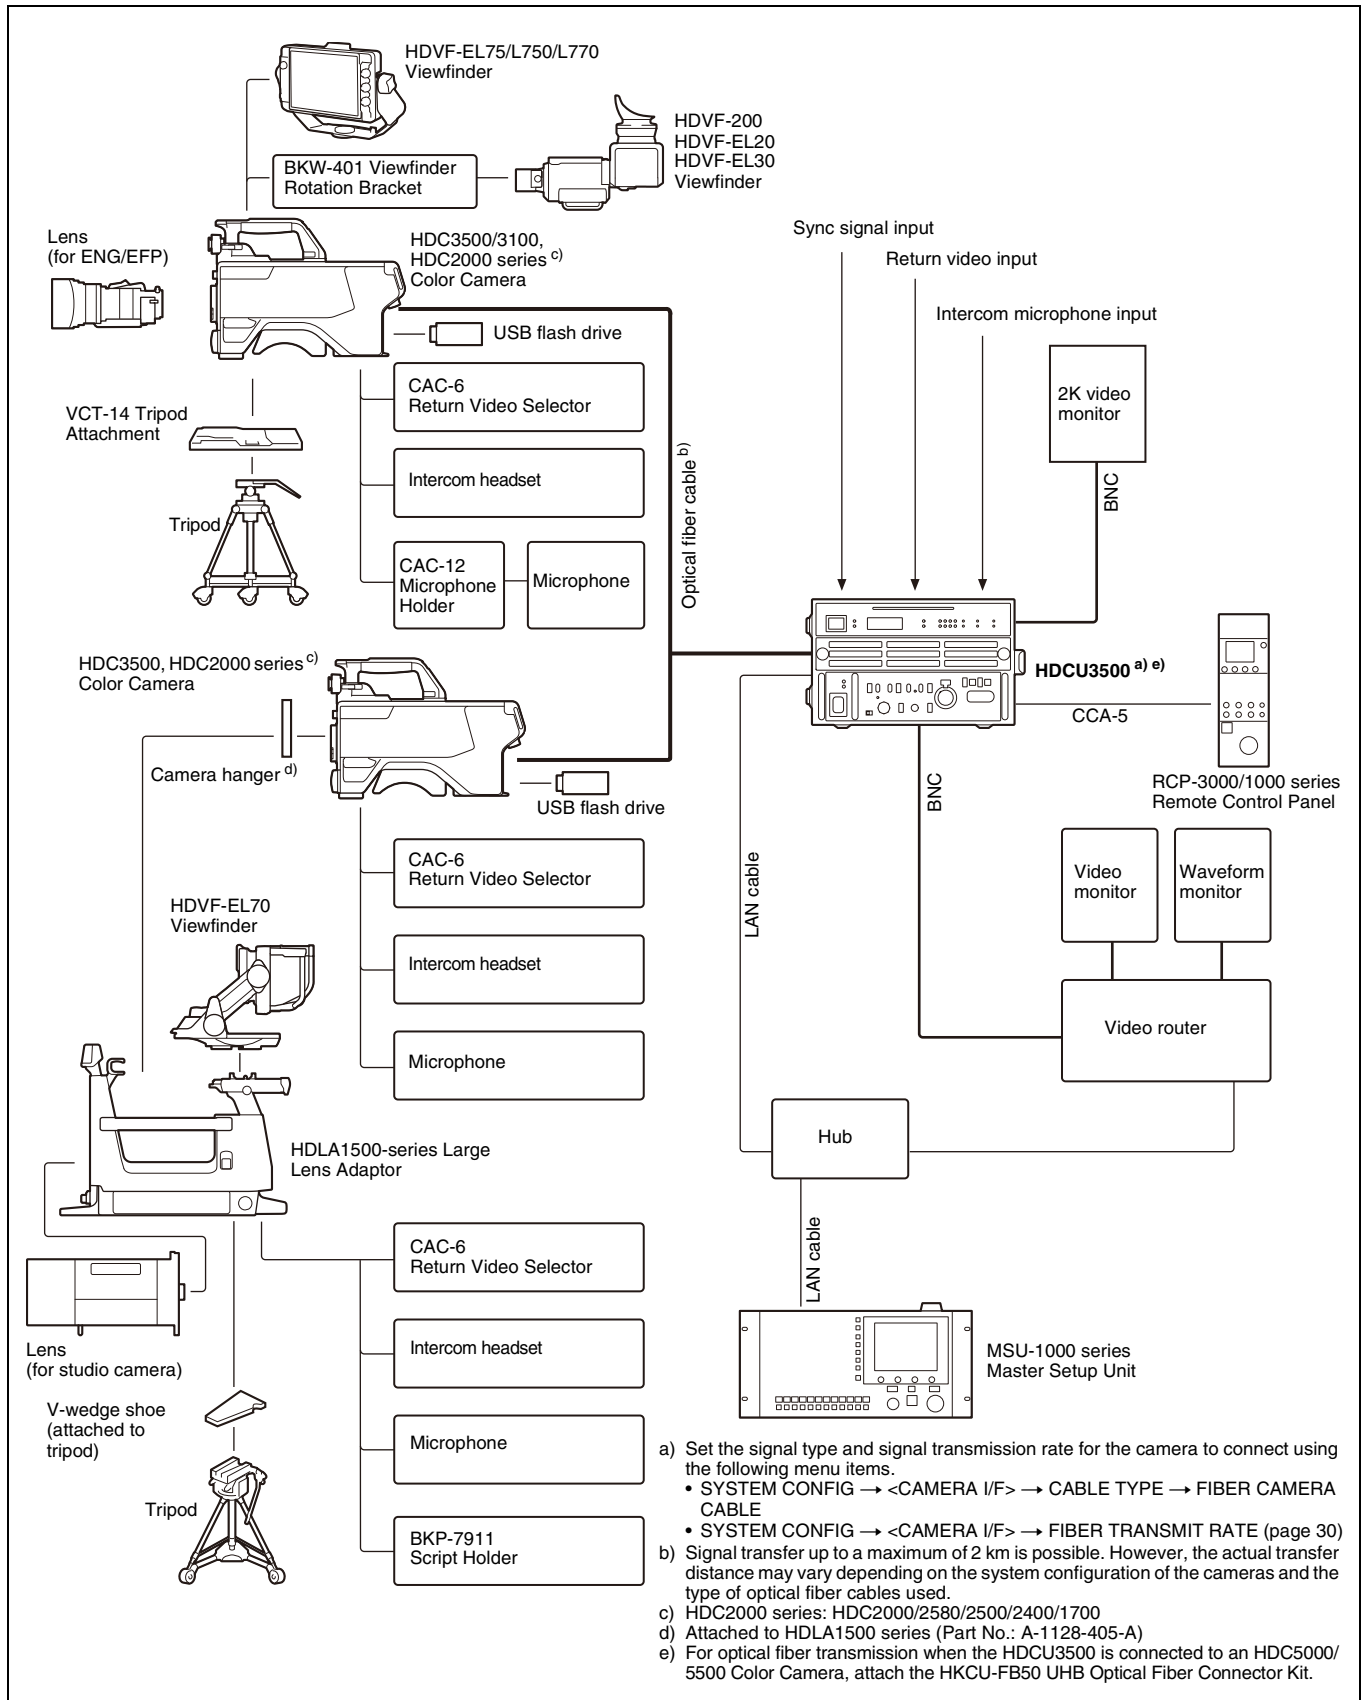 HDVF-EL75/L750/L770
Viewfinder
HDVF-200
HDVF-EL20
HDVF-EL30
Viewfinder
BKW-401 Viewfinder
Rotation Bracket
Lens
(for ENG/EFP)
HDC3500/3100,
HDC2000 series c)
Color Camera
USB flash drive
CAC-6
Return Video Selector
VCT-14 Tripod
Attachment
Intercom headset
Tripod
CAC-12
Microphone
Holder
Microphone
Optical fiber cable b)
Sync signal input
Return video input
Intercom microphone input
2K video
monitor
BNC
HDCU3500 a) e)
CCA-5
RCP-3000/1000 series
Remote Control Panel
HDC3500, HDC2000 series c)
Color Camera
Camera hanger d)
USB flash drive
CAC-6
Return Video Selector
HDVF-EL70
Viewfinder
Intercom headset
Microphone
BNC
LAN cable
Video
monitor
Waveform
monitor
Video router
Hub
LAN cable
HDLA1500-series Large
Lens Adaptor
CAC-6
Return Video Selector
Intercom headset
Microphone
BKP-7911
Script Holder
Lens
(for studio camera)
V-wedge shoe
(attached to
tripod)
Tripod
MSU-1000 series
Master Setup Unit
a) Set the signal type and signal transmission rate for the camera to connect using
the following menu items.
• SYSTEM CONFIG → <CAMERA I/F> → CABLE TYPE → FIBER CAMERA
CABLE
• SYSTEM CONFIG → <CAMERA I/F> → FIBER TRANSMIT RATE (page 30)
b) Signal transfer up to a maximum of 2 km is possible. However, the actual transfer
distance may vary depending on the system configuration of the cameras and the
type of optical fiber cables used.
c) HDC2000 series: HDC2000/2580/2500/2400/1700
d) Attached to HDLA1500 series (Part No.: A-1128-405-A)
e) For optical fiber transmission when the HDCU3500 is connected to an HDC5000/
5500 Color Camera, attach the HKCU-FB50 UHB Optical Fiber Connector Kit.